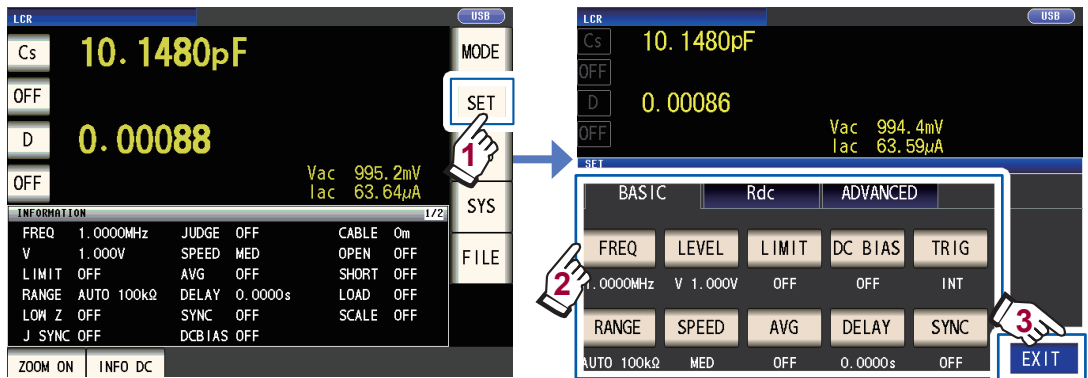 LCR USB
Cs 10.1480pF MODE
OFF SET
D 0.00088 1
OFF Vac 995.2mV
Iac 63.64μA SYS
INFORMATION 1/2
FREQ 1.0000MHz JUDGE OFF CABLE 0m FILE
V 1.000V SPEED MED OPEN OFF
LIMIT OFF AVG OFF SHORT OFF
RANGE AUTO 100kΩ DELAY 0.0000s LOAD OFF
LOW Z OFF SYNC OFF SCALE OFF
J SYNC OFF DCBIAS OFF
ZOOM ON INFO DC
LCR USB
Cs 10.1480pF
OFF
D 0.00086
OFF Vac 994.4mV
Iac 63.59μA
SET
BASIC Rdc ADVANCED
FREQ LEVEL LIMIT DC BIAS TRIG
2 .0000MHz V 1.000V OFF OFF INT
RANGE SPEED AVG DELAY SYNC 3
AUTO 100kΩ MED OFF 0.0000s OFF EXIT